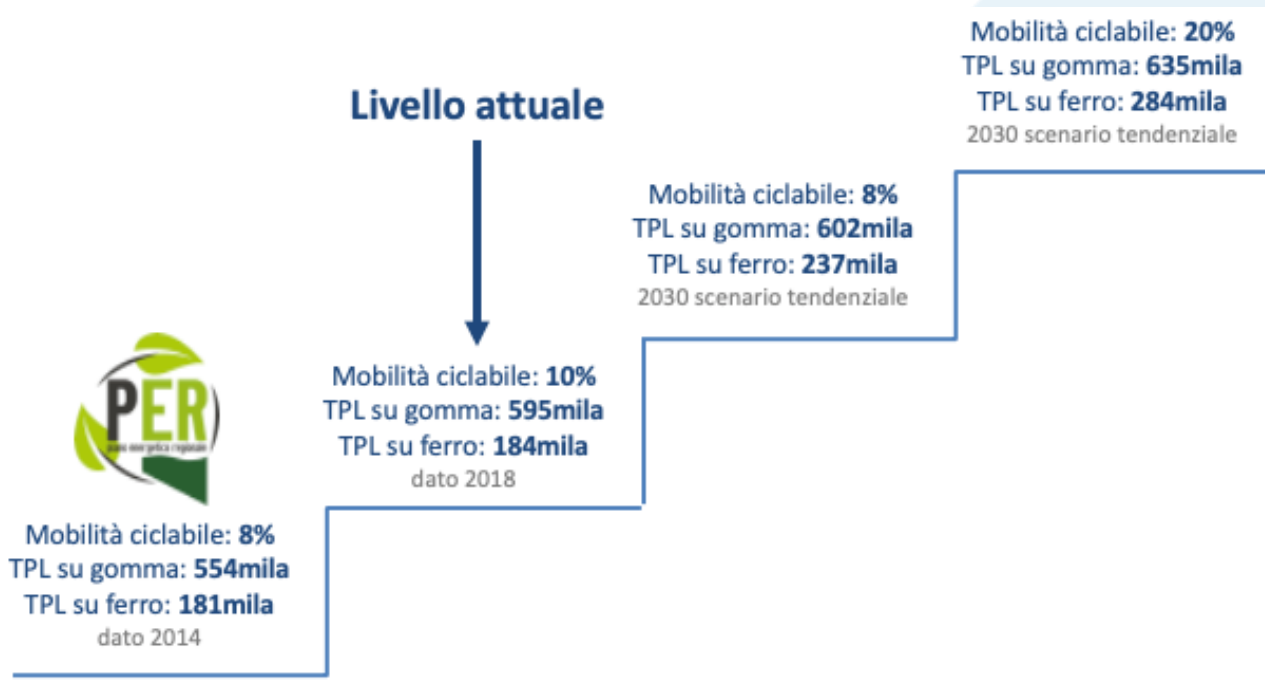 Mobilità ciclabile: 20%
TPL su gomma: 635mila
TPL su ferro: 284mila
2030 scenario tendenziale
Livello attuale
Mobilità ciclabile: 8%
TPL su gomma: 602mila
TPL su ferro: 237mila
2030 scenario tendenziale
PER
piano energetico regionale
Mobilità ciclabile: 10%
TPL su gomma: 595mila
TPL su ferro: 184mila
dato 2018
Mobilità ciclabile: 8%
TPL su gomma: 554mila
TPL su ferro: 181mila
dato 2014